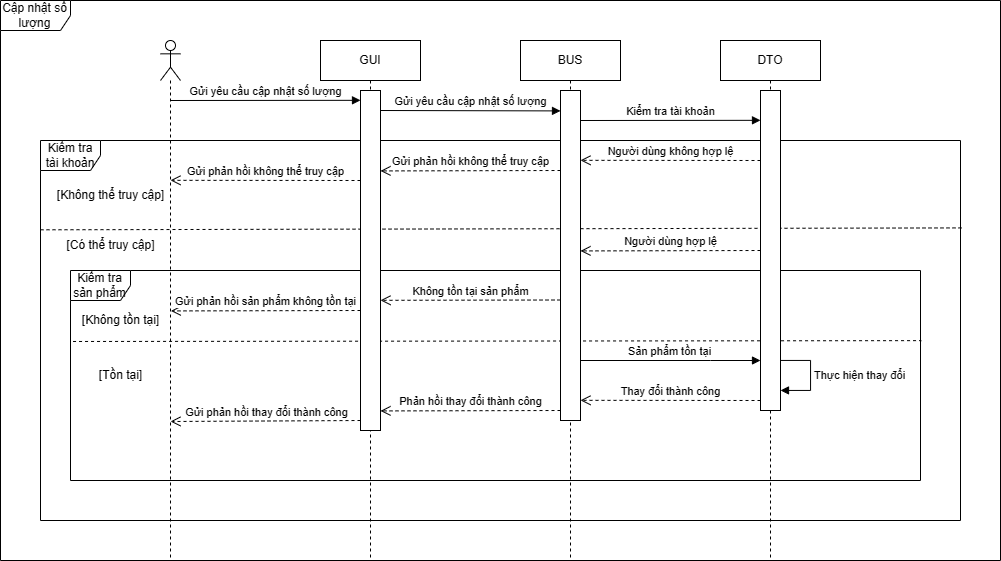 Cập nhật số
lượng
GUI
BUS
DTO
Gửi yêu cầu cập nhật số lượng
Gửi yêu cầu cập nhật số lượng
Kiểm tra tài khoản
Kiểm tra
tài khoản
Người dùng không hợp lệ
Gửi phản hồi không thể truy cập
Gửi phản hồi không thể truy cập
[Không thể truy cập]
[Có thể truy cập]
Người dùng hợp lệ
Kiểm tra
sản phẩm
Không tồn tại sản phẩm
Gửi phản hồi sản phẩm không tồn tại
[Không tồn tại]
Sản phẩm tồn tại
[Tồn tại]
Thực hiện thay đổi
Thay đổi thành công
Phản hồi thay đổi thành công
Gửi phản hồi thay đổi thành công